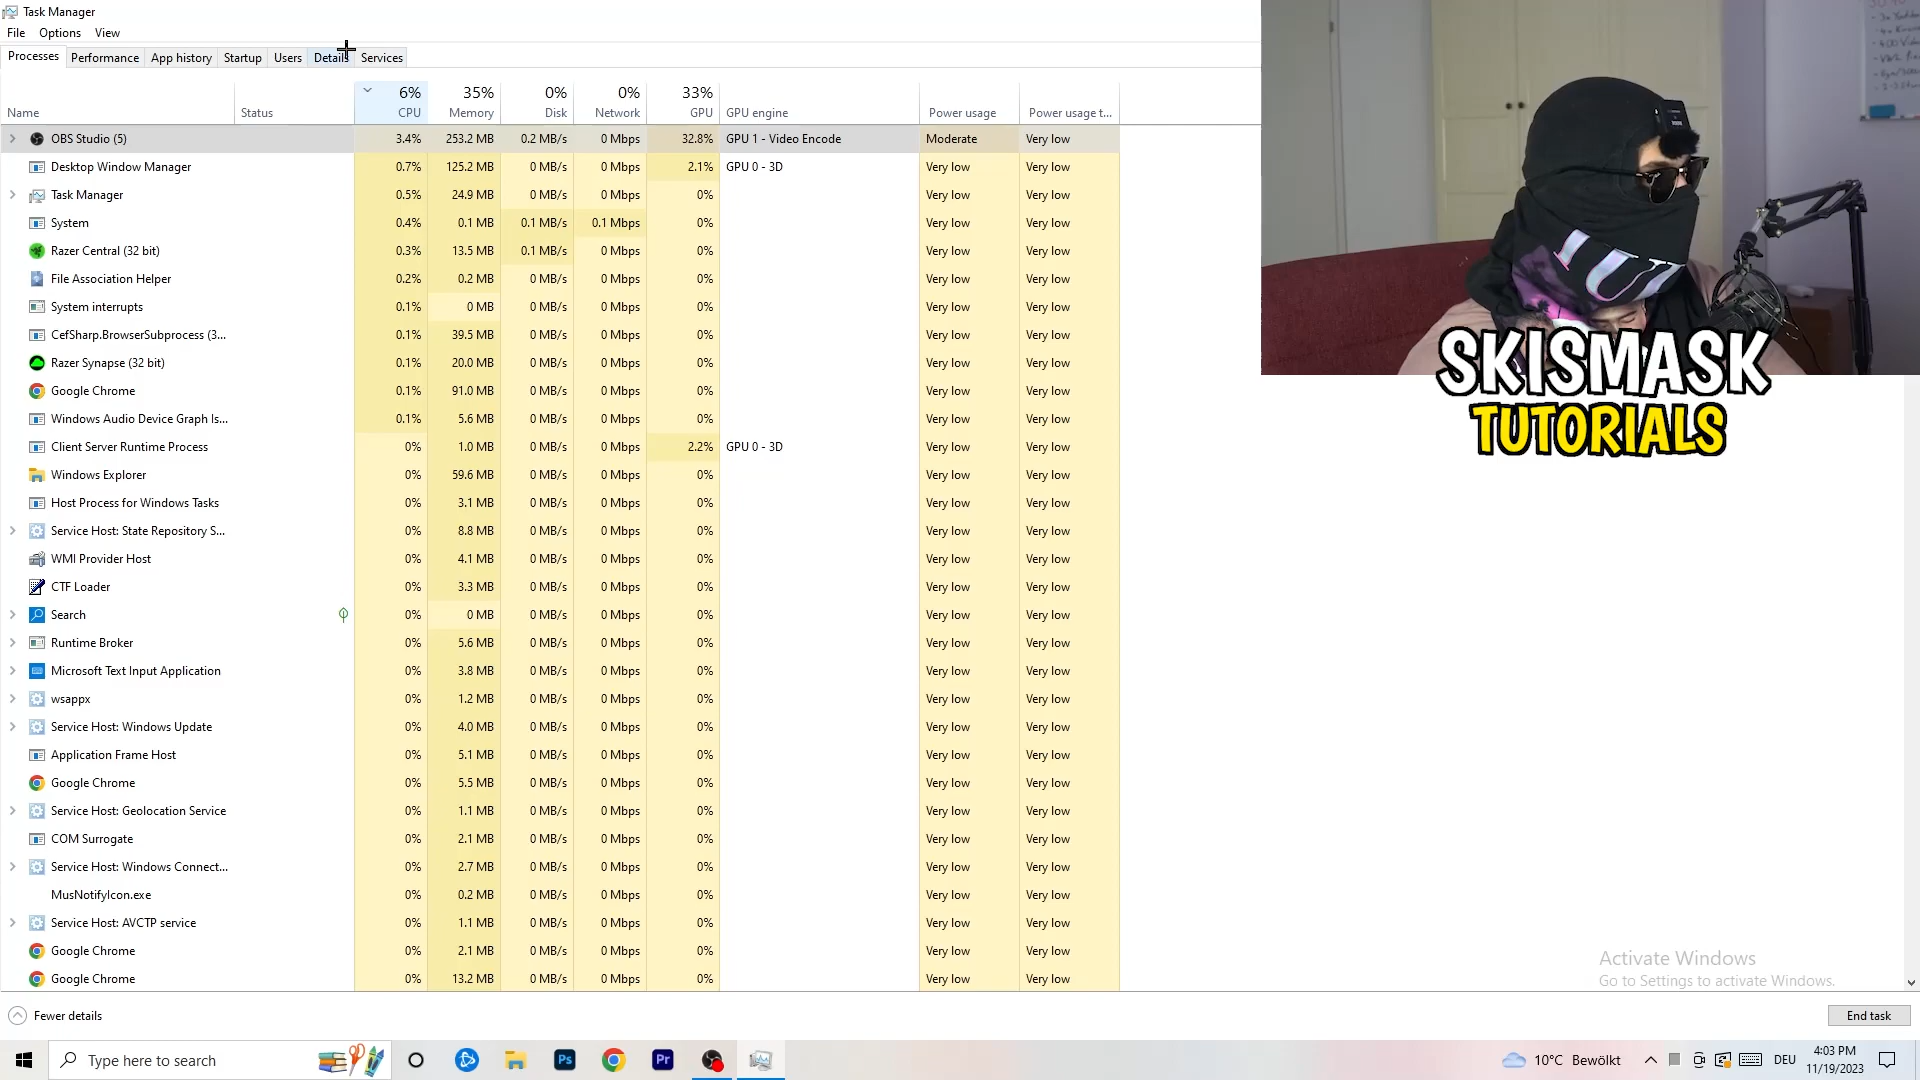 Task Manager
File Options View
Processes Performance App history Startup Users Details Services
6% 35% 0% 0% 33%
Name Status CPU Memory Disk Network GPU GPU engine Power usage Power usage t...
OBS Studio (5) 3.4% 253.2 MB 0.2 MB/s 0 Mbps 32.8% GPU 1 - Video Encode Moderate Very low
Desktop Window Manager 0.7% 125.2 MB 0 MB/s 0 Mbps 2.1% GPU 0 - 3D Very low Very low
Task Manager 0.5% 24.9 MB 0 MB/s 0 Mbps 0% Very low Very low
System 0.4% 0.1 MB 0.1 MB/s 0.1 Mbps 0% Very low Very low
Razer Central (32 bit) 0.3% 13.5 MB 0.1 MB/s 0 Mbps 0% Very low Very low
File Association Helper 0.2% 0.2 MB 0 MB/s 0 Mbps 0% Very low Very low
System interrupts 0.1% 0 MB 0 MB/s 0 Mbps 0% Very low Very low
CefSharp.BrowserSubprocess (3... 0.1% 39.5 MB 0 MB/s 0 Mbps 0% Very low Very low
Razer Synapse (32 bit) 0.1% 20.0 MB 0 MB/s 0 Mbps 0% Very low Very low
Google Chrome 0.1% 91.0 MB 0 MB/s 0 Mbps 0% Very low Very low
Windows Audio Device Graph Is... 0.1% 5.6 MB 0 MB/s 0 Mbps 0% Very low Very low
Client Server Runtime Process 0% 1.0 MB 0 MB/s 0 Mbps 2.2% GPU 0 - 3D Very low Very low
Windows Explorer 0% 59.6 MB 0 MB/s 0 Mbps 0% Very low Very low
Host Process for Windows Tasks 0% 3.1 MB 0 MB/s 0 Mbps 0% Very low Very low
Service Host: State Repository S... 0% 8.8 MB 0 MB/s 0 Mbps 0% Very low Very low
WMI Provider Host 0% 4.1 MB 0 MB/s 0 Mbps 0% Very low Very low
CTF Loader 0% 3.3 MB 0 MB/s 0 Mbps 0% Very low Very low
Search 0% 0 MB 0 MB/s 0 Mbps 0% Very low Very low
Runtime Broker 0% 5.6 MB 0 MB/s 0 Mbps 0% Very low Very low
Microsoft Text Input Application 0% 3.8 MB 0 MB/s 0 Mbps 0% Very low Very low
wsappx 0% 1.2 MB 0 MB/s 0 Mbps 0% Very low Very low
Service Host: Windows Update 0% 4.0 MB 0 MB/s 0 Mbps 0% Very low Very low
Application Frame Host 0% 5.1 MB 0 MB/s 0 Mbps 0% Very low Very low
Google Chrome 0% 5.5 MB 0 MB/s 0 Mbps 0% Very low Very low
Service Host: Geolocation Service 0% 1.1 MB 0 MB/s 0 Mbps 0% Very low Very low
COM Surrogate 0% 2.1 MB 0 MB/s 0 Mbps 0% Very low Very low
Service Host: Windows Connect... 0% 2.7 MB 0 MB/s 0 Mbps 0% Very low Very low
MusNotifyIcon.exe 0% 0.2 MB 0 MB/s 0 Mbps 0% Very low Very low
Service Host: AVCTP service 0% 1.1 MB 0 MB/s 0 Mbps 0% Very low Very low
Google Chrome 0% 2.1 MB 0 MB/s 0 Mbps 0% Very low Very low
Google Chrome 0% 13.2 MB 0 MB/s 0 Mbps 0% Very low Very low
SKISMASK
TUTORIALS
Activate Windows
Go to Settings to activate Windows.
Fewer details End task
Type here to search Ps Pr 10°C Bewölkt DEU 4:03 PM
11/19/2023